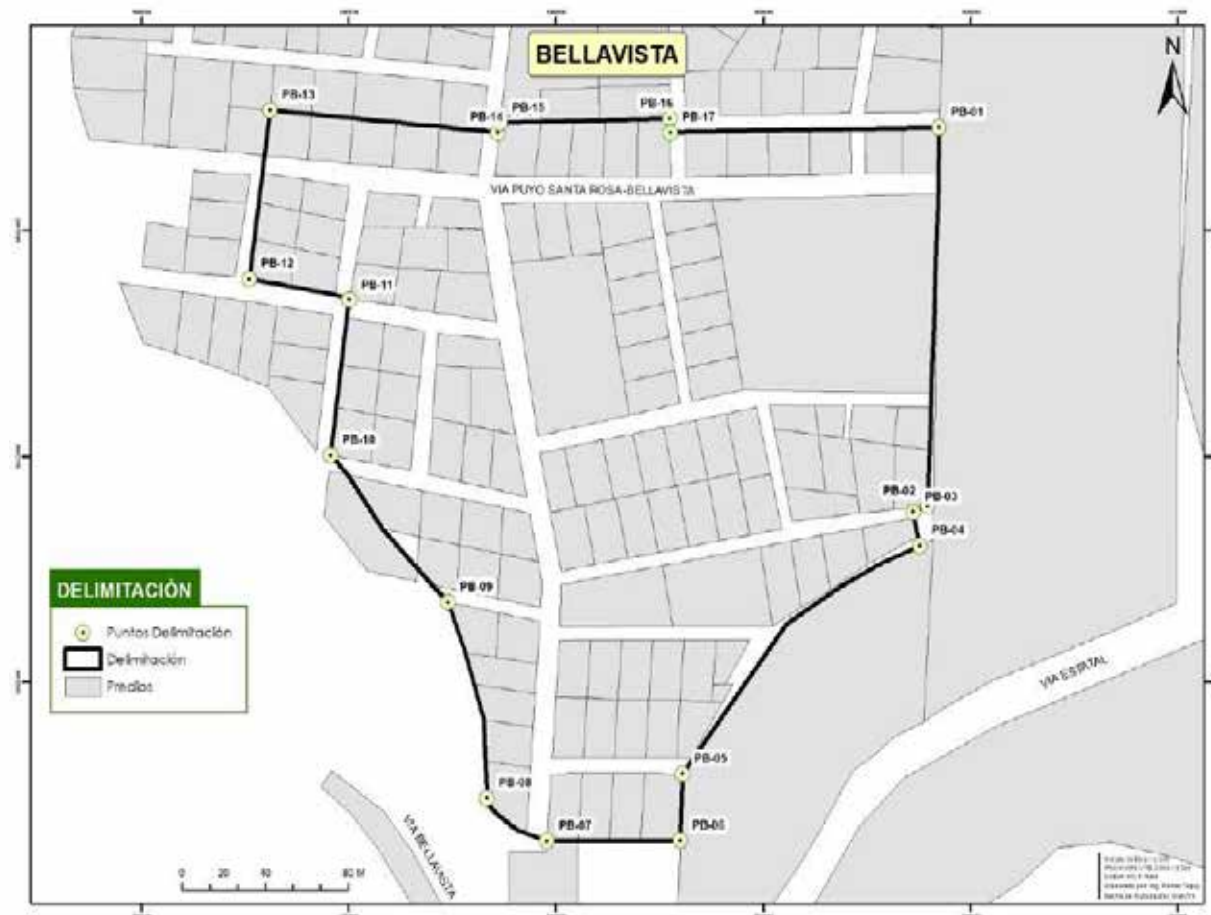 BELLAVISTA
N
PB-13
PB-14
PB-15
PB-16
PB-17
PB-01
VIA PUYO SANTA ROSA-BELLAVISTA
PB-12
PB-11
PB-10
PB-02
PB-03
PB-04
PB-09
DELIMITACIÓN
Puntos Delimitación
Delimitación
Predios
VIA ESTATAL
PB-05
PB-08
PB-07
PB-06
VIA BELLAVISTA
0 20 40 80 M